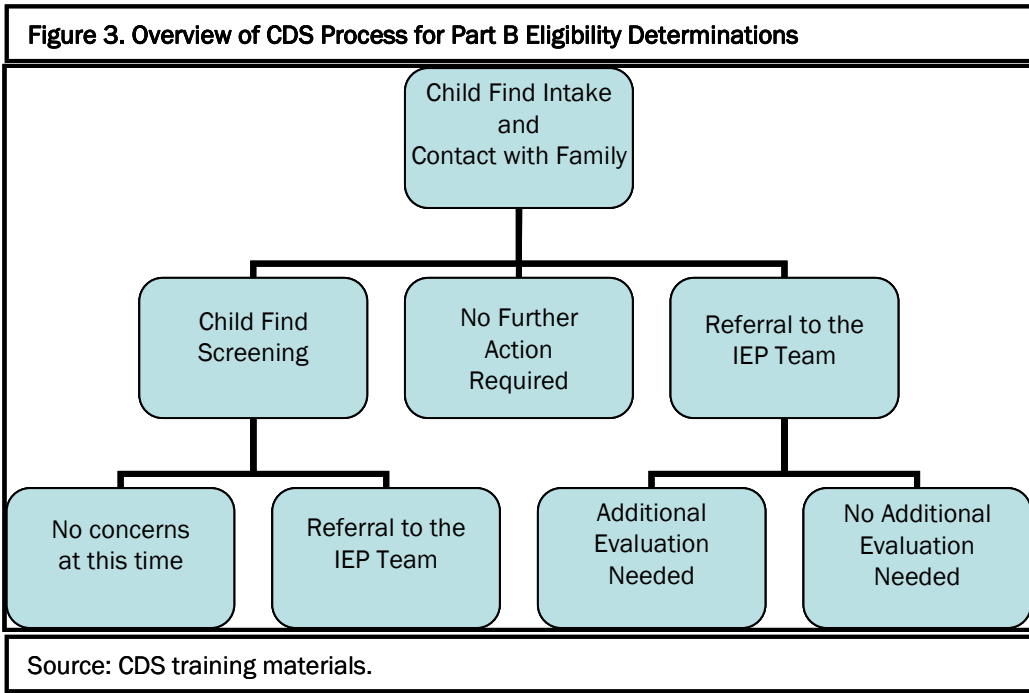 Figure 3. Overview of CDS Process for Part B Eligibility Determinations
Child Find Intake
and
Contact with Family
Child Find
Screening
No Further
Action
Required
Referral to the
IEP Team
No concerns
at this time
Referral to the
IEP Team
Additional
Evaluation
Needed
No Additional
Evaluation
Needed
Source: CDS training materials.